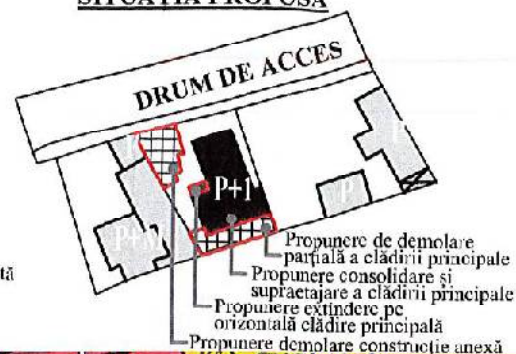 SITUAȚIA PROPUSĂ
DRUM DE ACCES
P
P+1
P
P+M
Propunere de demolare
parțială a clădirii principale
Propunere consolidare și
supraetajare a clădirii principale
Propunere extindere pe
orizontală clădire principală
Propunere demolare construcție anexă